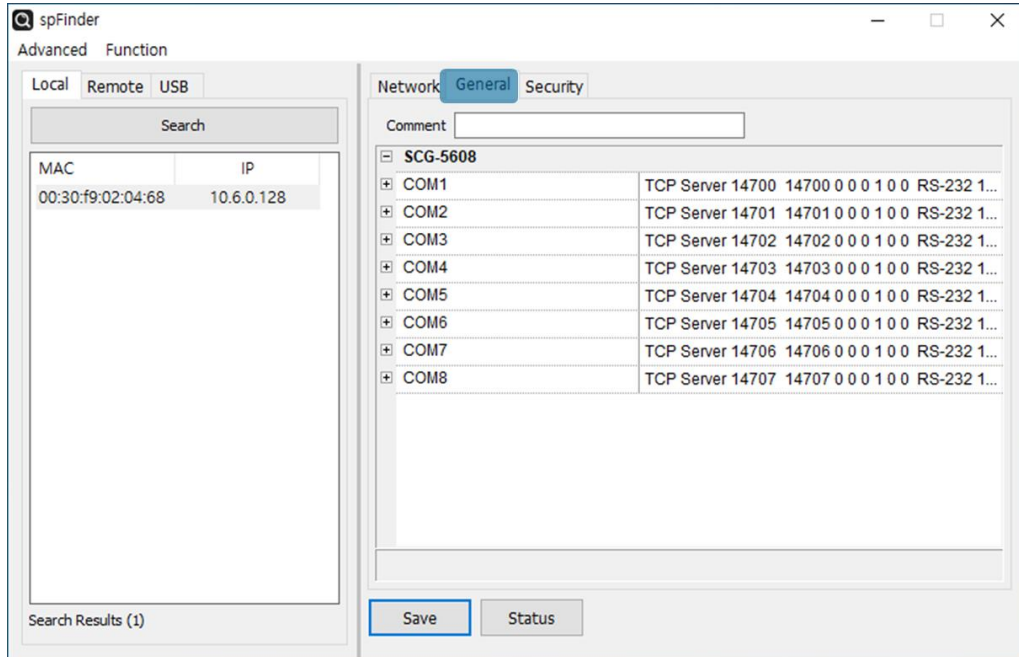 spFinder
Advanced Function
Local Remote USB
Search
MAC IP
00:30:f9:02:04:68 10.6.0.128
Search Results (1)
Network General Security
Comment
SCG-5608
COM1 TCP Server 14700 14700 0 0 0 1 0 0 RS-232 1...
COM2 TCP Server 14701 14701 0 0 0 1 0 0 RS-232 1...
COM3 TCP Server 14702 14702 0 0 0 1 0 0 RS-232 1...
COM4 TCP Server 14703 14703 0 0 0 1 0 0 RS-232 1...
COM5 TCP Server 14704 14704 0 0 0 1 0 0 RS-232 1...
COM6 TCP Server 14705 14705 0 0 0 1 0 0 RS-232 1...
COM7 TCP Server 14706 14706 0 0 0 1 0 0 RS-232 1...
COM8 TCP Server 14707 14707 0 0 0 1 0 0 RS-232 1...
Save Status